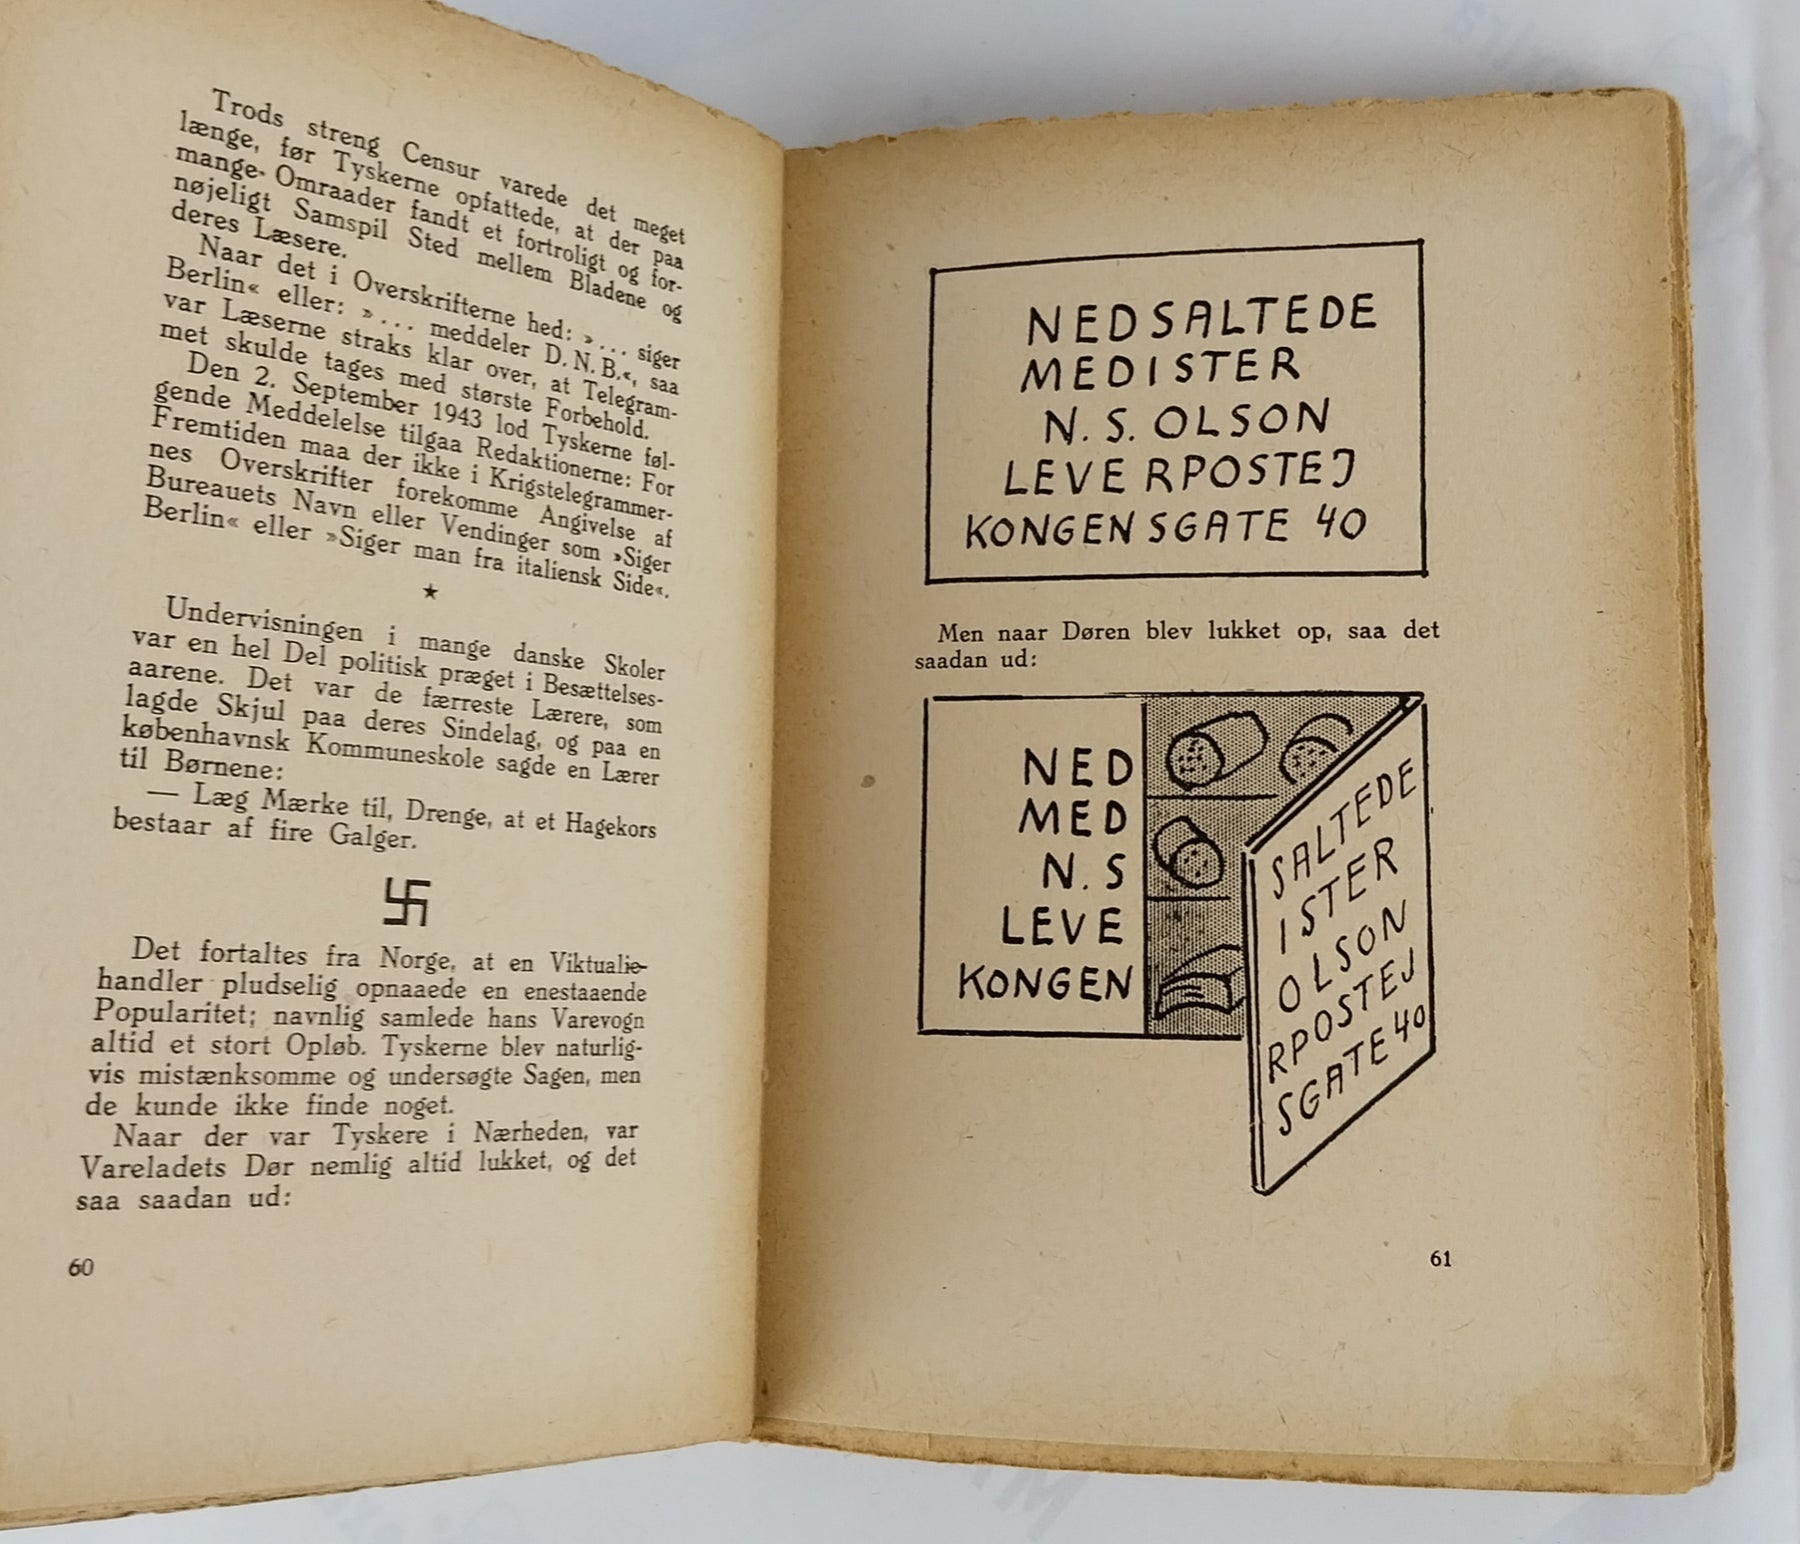 Trods streng Censur varede det meget
længe, før Tyskerne opfattede, at der paa
mange Omraader fandt et fortroligt og for-
nøjeligt Samspil Sted mellem Bladene og
deres Læsere.
Naar det i Overskrifterne hed: »... siger
Berlin« eller: »... meddeler D. N. B.«, saa
var Læserne straks klar over, at Telegram-
met skulde tages med største Forbehold.
Den 2. September 1943 lod Tyskerne føl-
gende Meddelelse tilgaa Redaktionerne: For
Fremtiden maa der ikke i Krigstelegrammer-
nes Overskrifter forekomme Angivelse af
Bureauets Navn eller Vendinger som »Siger
Berlin« eller »Siger man fra italiensk Side«.
Undervisningen i mange danske Skoler
var en hel Del politisk præget i Besættelses-
aarene. Det var de færreste Lærere, som
lagde Skjul paa deres Sindelag, og paa en
københavnsk Kommuneskole sagde en Lærer
til Børnene:
— Læg Mærke til, Drenge, at et Hagekors
bestaar af fire Galger.
Det fortaltes fra Norge, at en Viktualie-
handler pludselig opnaaede en enestaaende
Popularitet; navnlig samlede hans Varevogn
altid et stort Opløb. Tyskerne blev naturlig-
vis mistænksomme og undersøgte Sagen, men
de kunde ikke finde noget.
Naar der var Tyskere i Nærheden, var
Vareladets Dør nemlig altid lukket, og det
saa saadan ud:
60
NEDSALTEDE
MEDISTER
N. S. OLSON
LEVERPOSTEJ
KONGENSGATE 40
Men naar Døren blev lukket op, saa det
saadan ud:
NED
MED
N. S
LEVE
KONGEN
SALTEDE
ISTER
OLSON
RPOSTEJ
SGATE 40
61